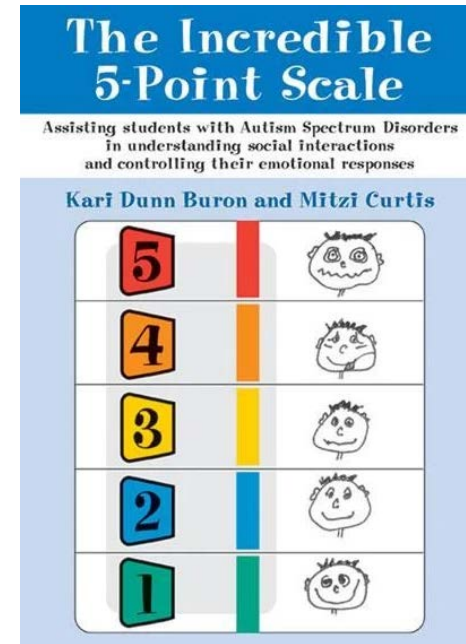 The Incredible
5-Point Scale
Assisting students with Autism Spectrum Disorders
in understanding social interactions
and controlling their emotional responses
Kari Dunn Buron and Mitzi Curtis
5
4
3
2
1